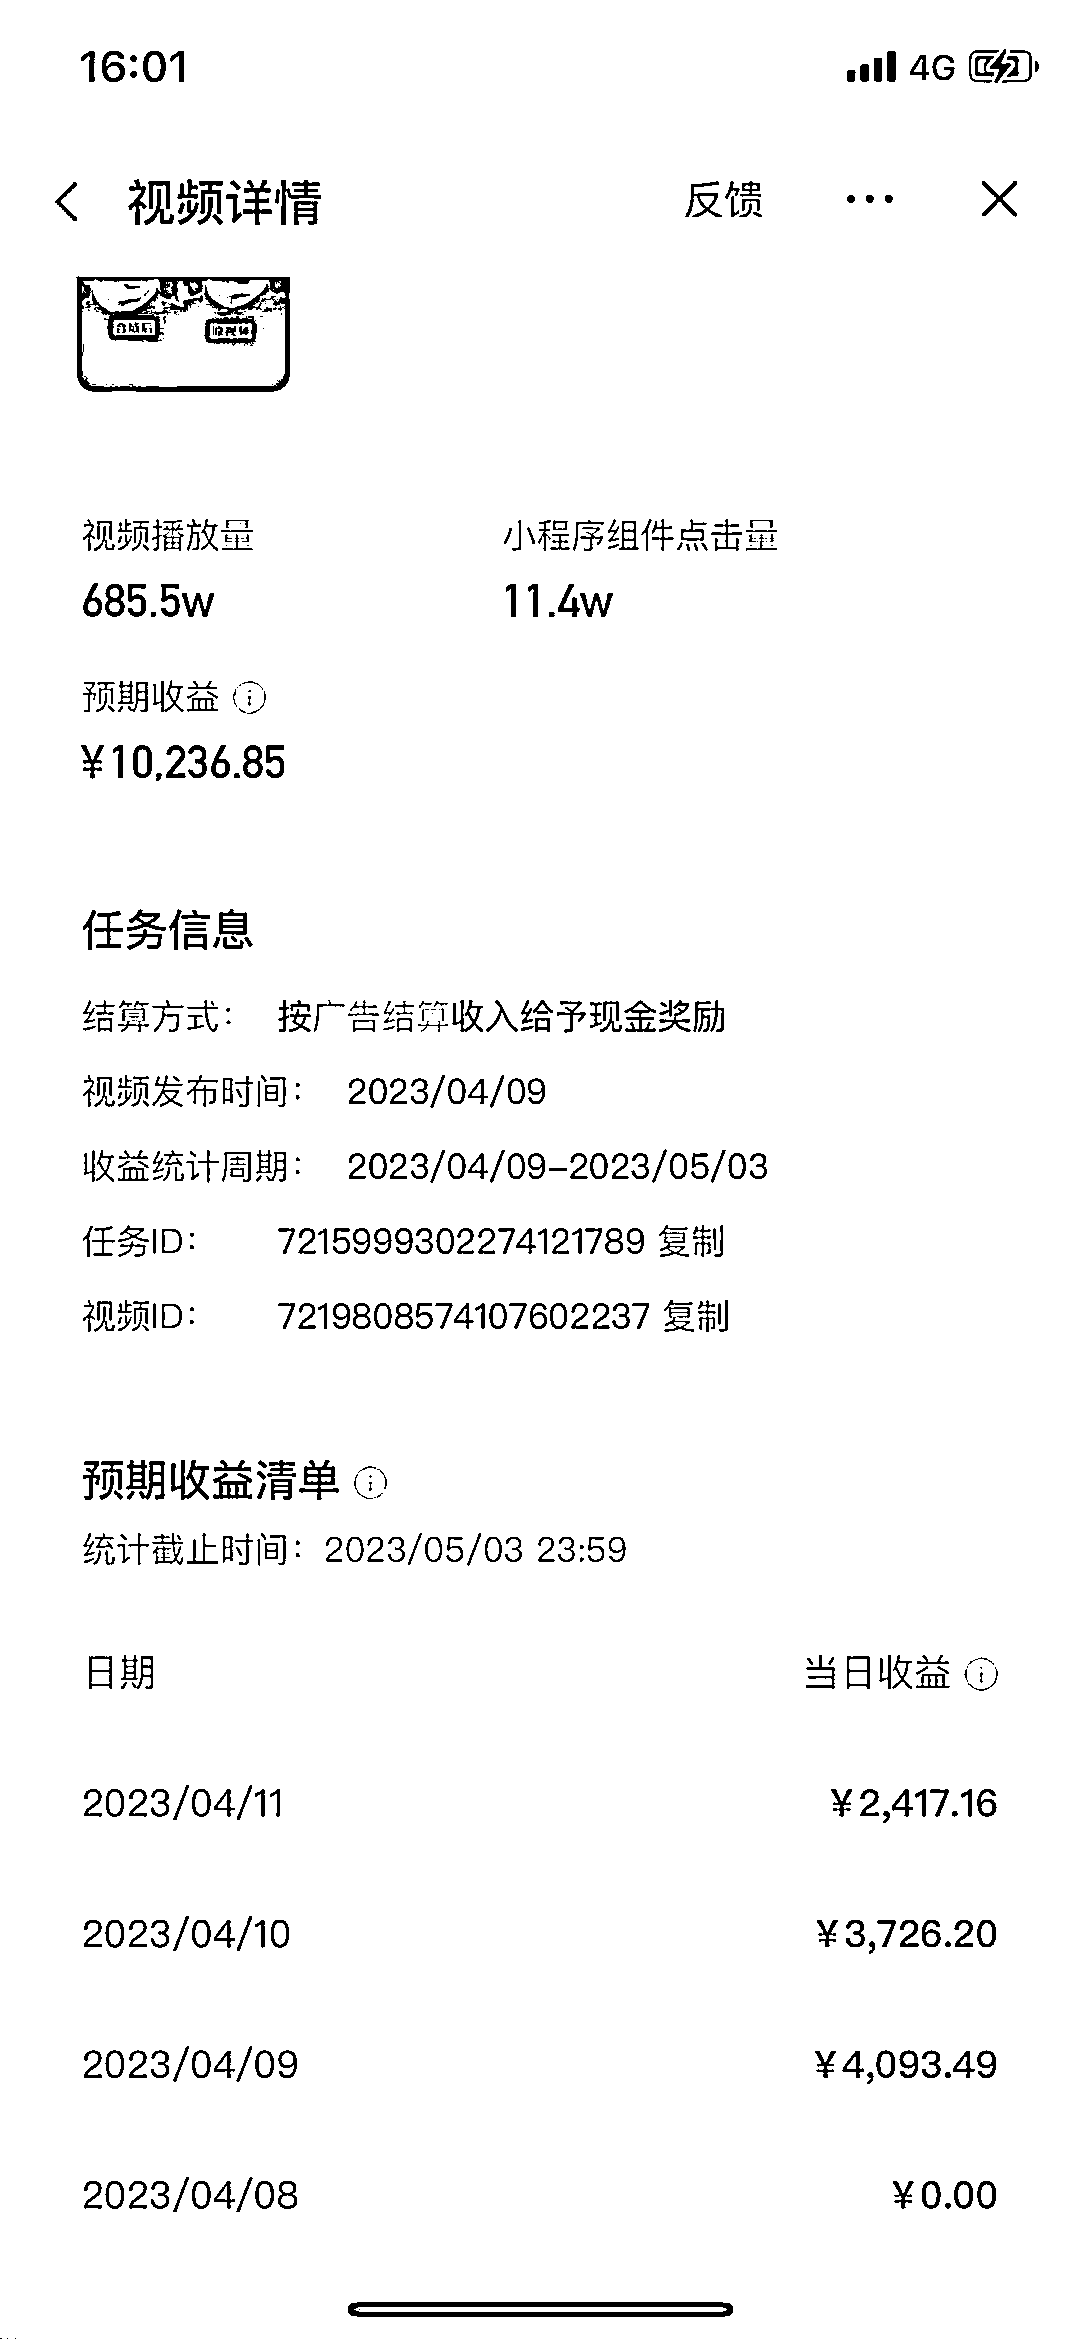 16:01 4G
视频详情 反馈
视频播放量 小程序组件点击量
685.5w 11.4w
预期收益
¥10,236.85
任务信息
结算方式: 按广告结算收入给予现金奖励
视频发布时间: 2023/04/09
收益统计周期: 2023/04/09-2023/05/03
任务ID: 7215999302274121789 复制
视频ID: 7219808574107602237 复制
预期收益清单
统计截止时间: 2023/05/03 23:59
日期 当日收益
2023/04/11 ¥2,417.16
2023/04/10 ¥3,726.20
2023/04/09 ¥4,093.49
2023/04/08 ¥0.00